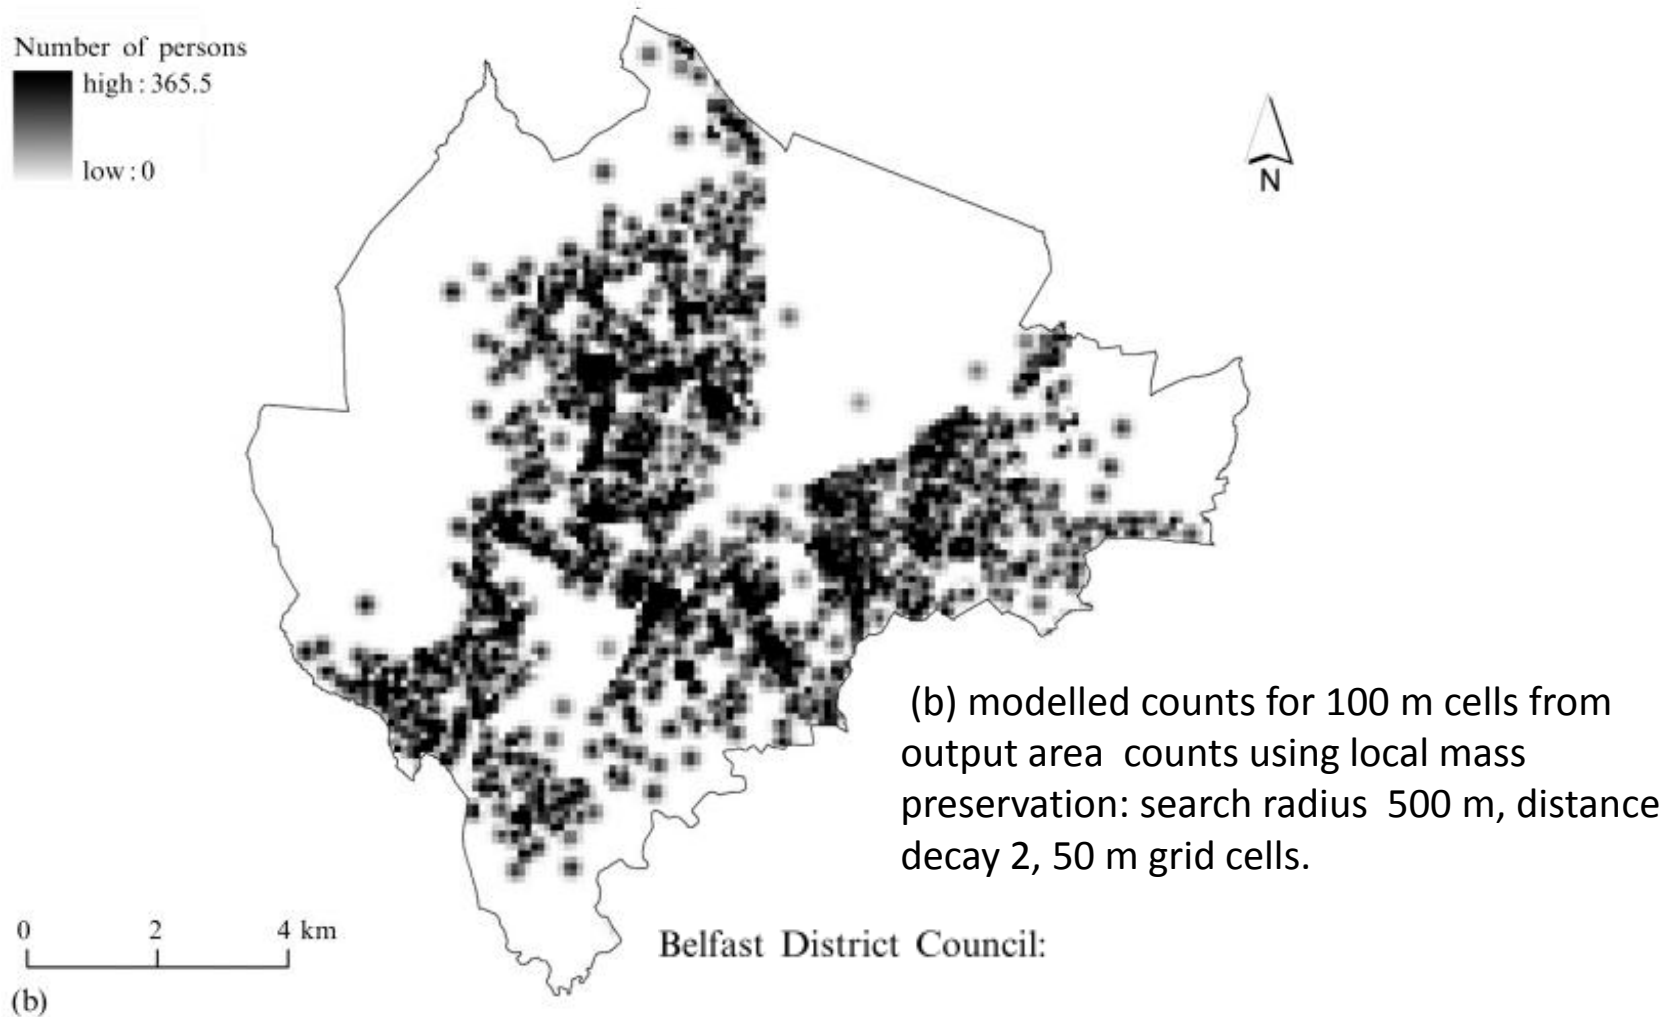 Number of persons
high : 365.5
low : 0
N
(b) modelled counts for 100 m cells from
output area counts using local mass
preservation: search radius 500 m, distance
decay 2, 50 m grid cells.
0 2 4 km
Belfast District Council:
(b)